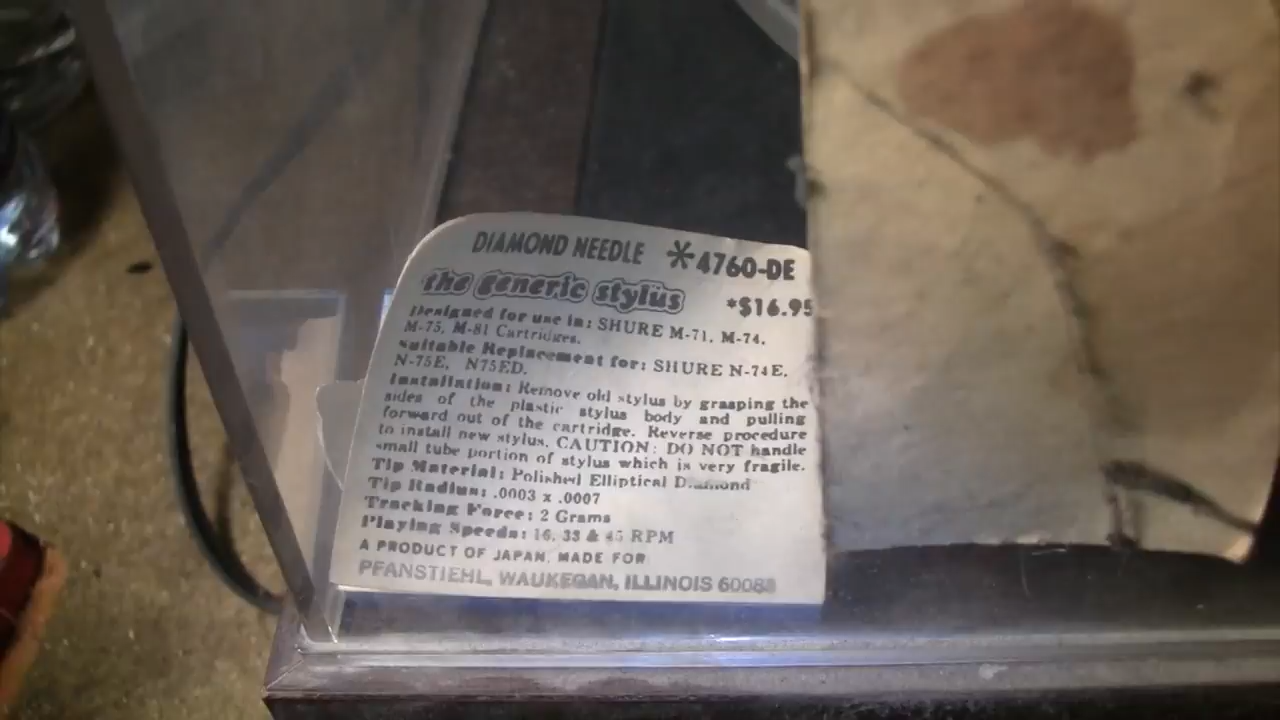 DIAMOND NEEDLE *4760-DE
the generic stylus *$16.95
Designed for use in: SHURE M-71, M-74,
M-75, M-81 Cartridges.
Suitable Replacement for: SHURE N-74E,
N-75E, N75ED.
Installation: Remove old stylus by grasping the
sides of the plastic stylus body and pulling
forward out of the cartridge. Reverse procedure
to install new stylus. CAUTION: DO NOT handle
small tube portion of stylus which is very fragile.
Tip Material: Polished Elliptical Diamond
Tip Radius: .0003 x .0007
Tracking Force: 2 Grams
Playing Speeds: 16, 33 & 45 RPM
A PRODUCT OF JAPAN, MADE FOR
PFANSTIEHL, WAUKEGAN, ILLINOIS 60085